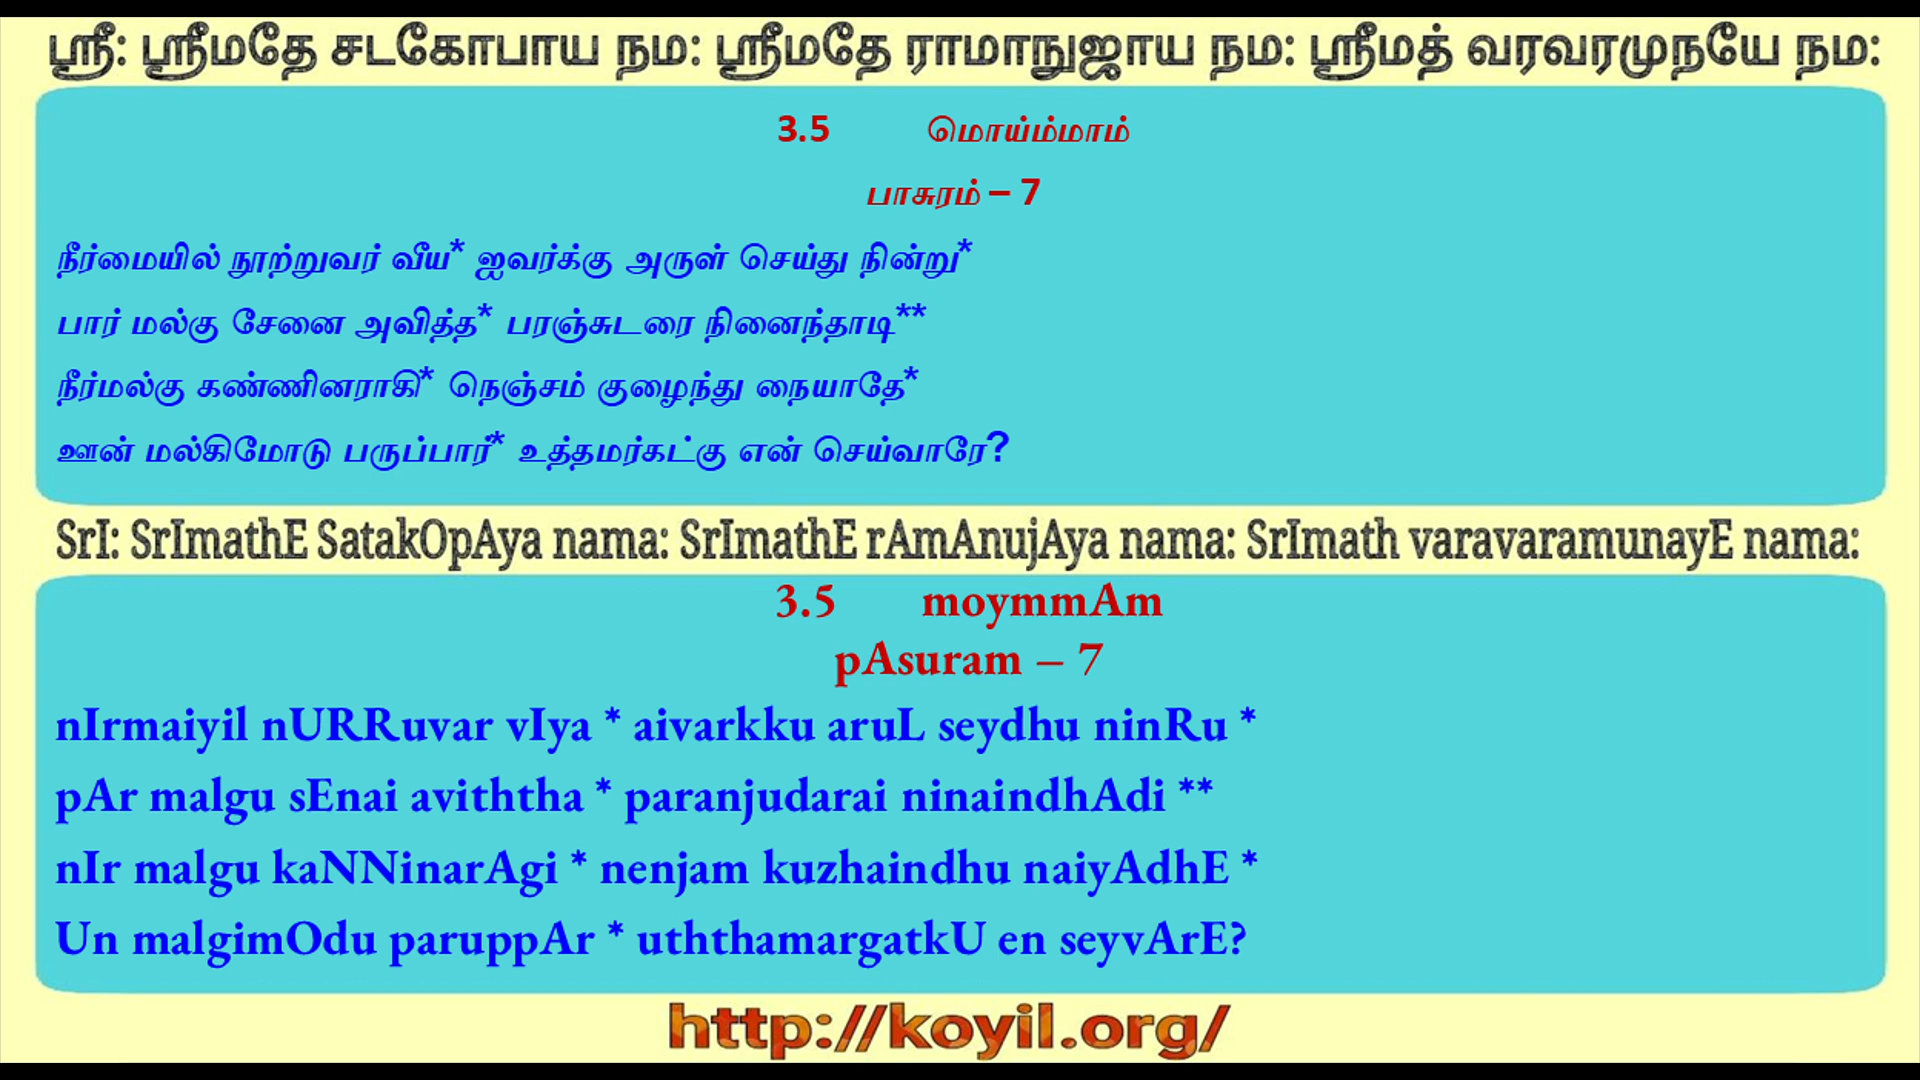 ஸ்ரீ: ஸ்ரீமதே சடகோபாய நம: ஸ்ரீமதே ராமாநுஜாய நம: ஸ்ரீமத் வரவரமுநயே நம:
3.5 மொய்ம்மாம்
பாசுரம் – 7
நீர்மையில் நூற்றுவர் வீய* ஐவர்க்கு அருள் செய்து நின்று*
பார் மல்கு சேனை அவித்த* பரஞ்சுடரை நினைந்தாடி**
நீர்மல்கு கண்ணினராகி* நெஞ்சம் குழைந்து நையாதே*
ஊன் மல்கிமோடு பருப்பார்* உத்தமர்கட்கு என் செய்வாரே?
SrI: SrImathE SatakOpAya nama: SrImathE rAmAnujAya nama: SrImath varavaramunayE nama:
3.5 moymmAm
pAsuram – 7
nIrmaiyil nURRuvar vIya * aivarkku aruL seydhu ninRu *
pAr malgu sEnai aviththa * paranjudarai ninaindhAdi **
nIr malgu kaNNinarAgi * nenjam kuzhaindhu naiyAdhE *
Un malgimOdu paruppAr * uththamargatkU en seyvArE?
http://koyil.org/